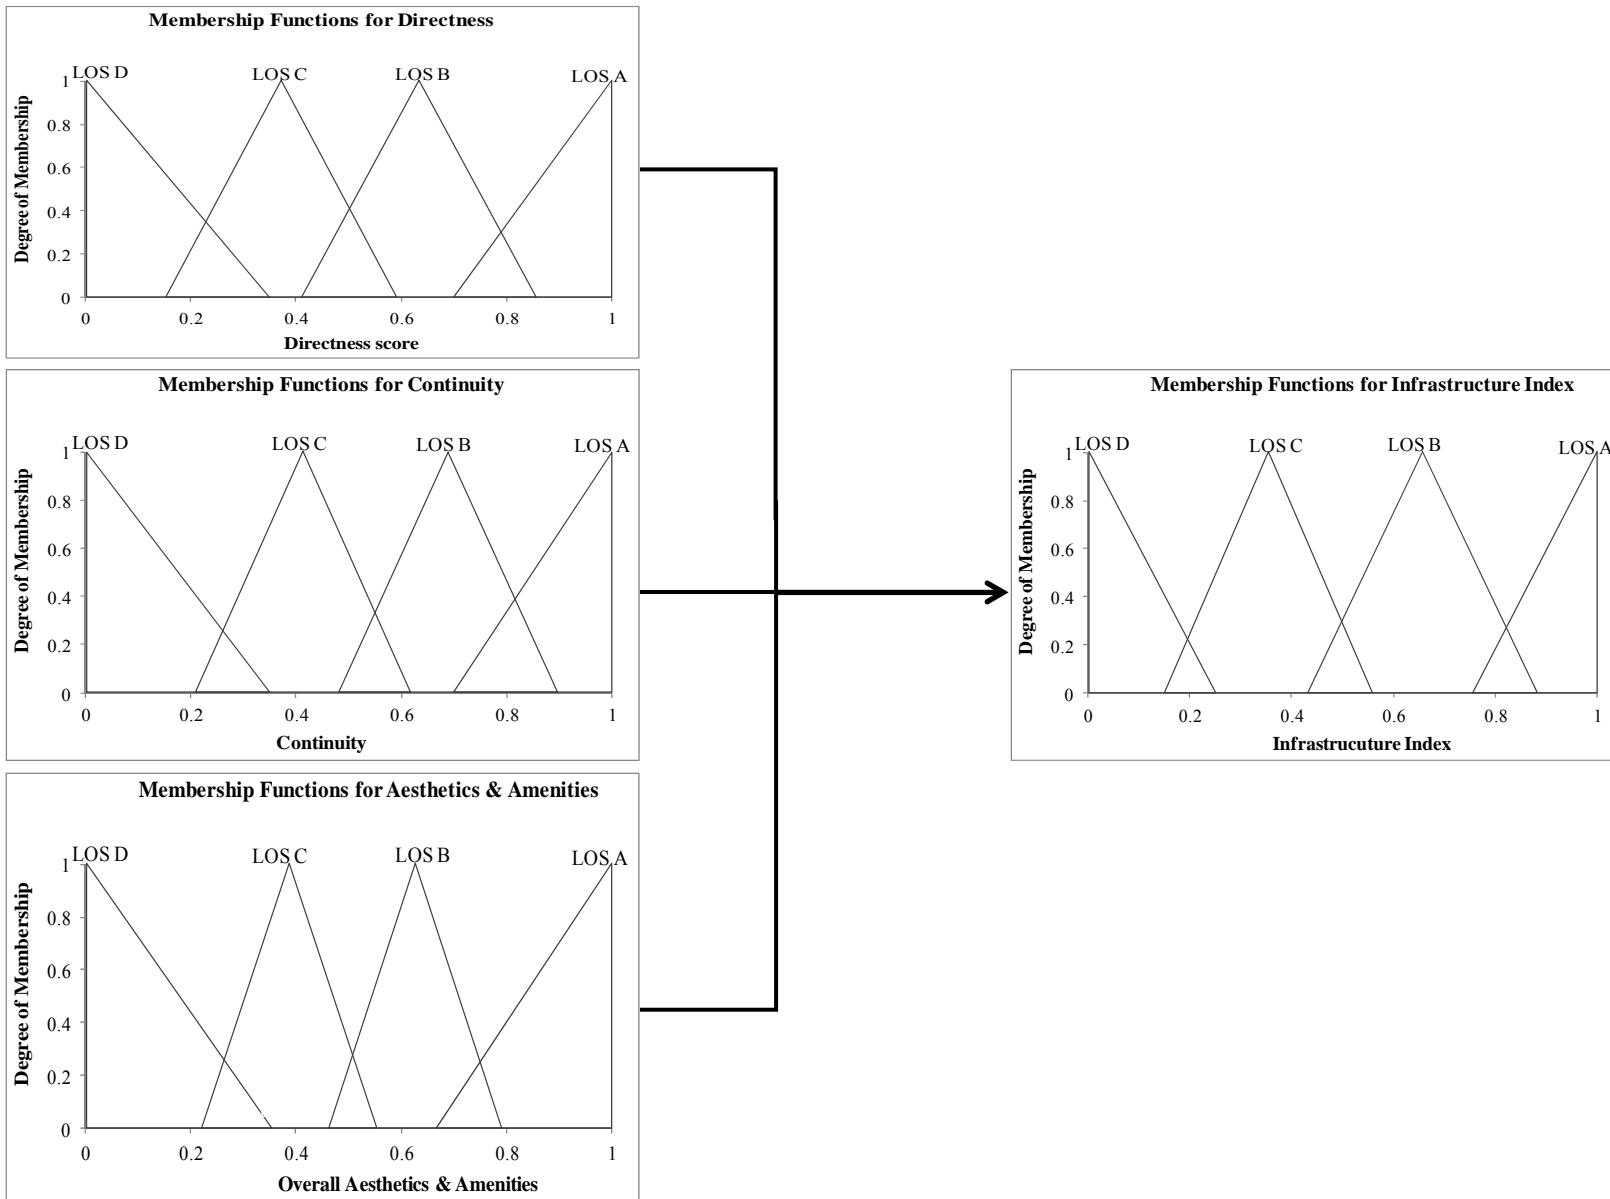 Membership Functions for Directness
LOS D LOS C LOS B LOS A
Degree of Membership
1
0.8
0.6
0.4
0.2
0
0 0.2 0.4 0.6 0.8 1
Directness score
Membership Functions for Continuity
LOS D LOS C LOS B LOS A
Degree of Membership
1
0.8
0.6
0.4
0.2
0
0 0.2 0.4 0.6 0.8 1
Continuity
Membership Functions for Aesthetics & Amenities
LOS D LOS C LOS B LOS A
Degree of Membership
1
0.8
0.6
0.4
0.2
0
0 0.2 0.4 0.6 0.8 1
Overall Aesthetics & Amenities
Membership Functions for Infrastructure Index
LOS D LOS C LOS B LOS A
Degree of Membership
1
0.8
0.6
0.4
0.2
0
0 0.2 0.4 0.6 0.8 1
Infrastrucuture Index